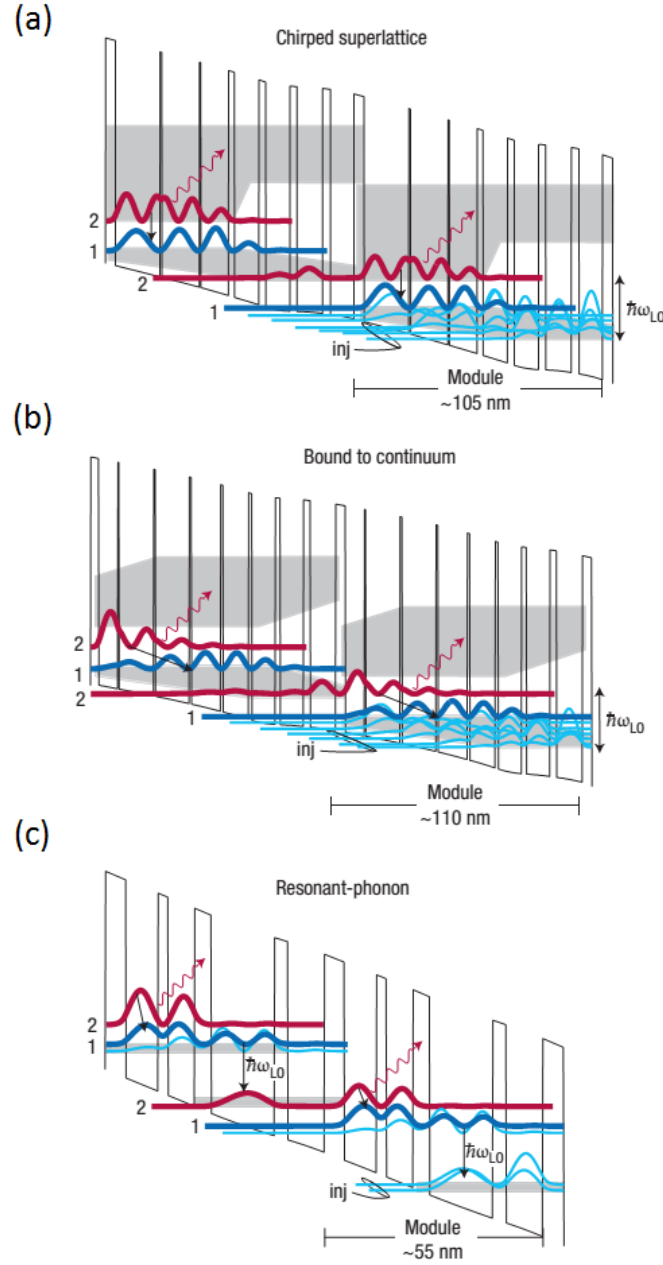 (a)
Chirped superlattice
2
1
2
1
inj
ħω_LO
Module
~105 nm
(b)
Bound to continuum
2
1
2
1
inj
ħω_LO
Module
~110 nm
(c)
Resonant-phonon
2
1
ħω_LO
2
1
ħω_LO
inj
Module
~55 nm